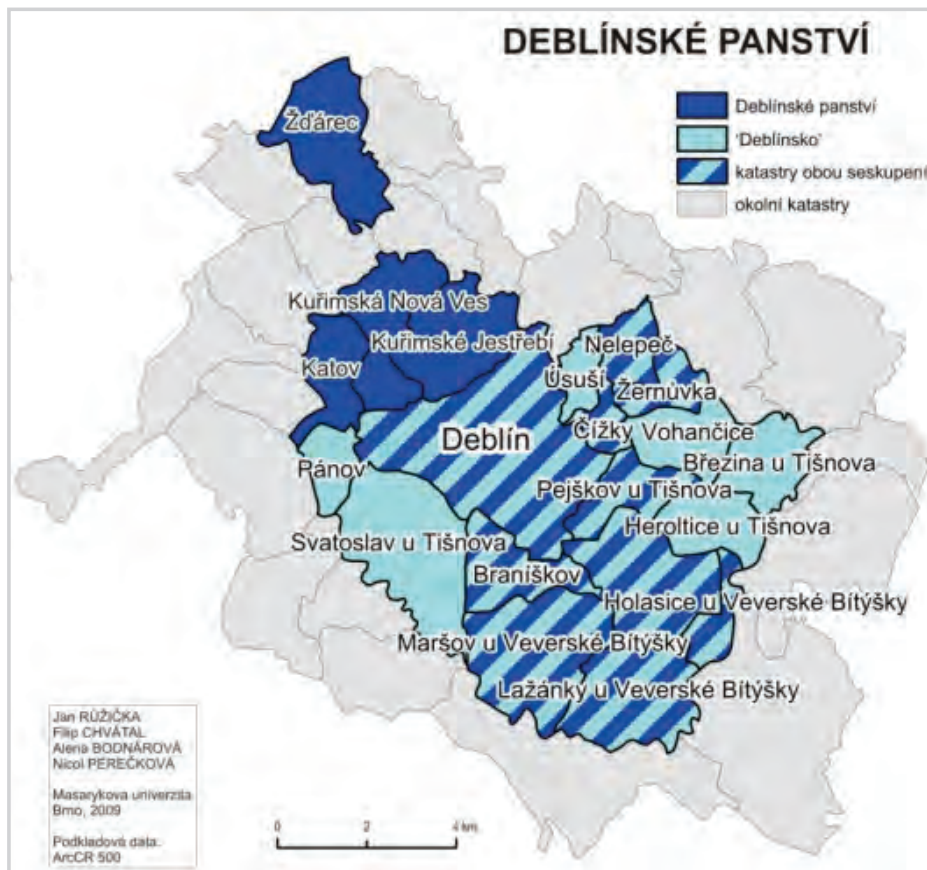 DEBLÍNSKÉ PANSTVÍ
Deblínské panství
'Deblínsko'
katastry obou seskupení
okolní katastry
Žďárec
Kuřimská Nová Ves
Kuřimské Jestřebí
Katov
Nelepeč
Úsuší
Žernůvka
Deblín
Čížky
Vohančice
Březina u Tišnova
Pánov
Pejškov u Tišnova
Heroltice u Tišnova
Svatoslav u Tišnova
Braníškov
Holasice u Veverské Bítýšky
Maršov u Veverské Bítýšky
Lažánky u Veverské Bítýšky
Jan RŮŽIČKA
Filip CHVÁTAL
Alena BODNÁROVÁ
Nicol PEREČKOVÁ
Masarykova univerzita
Brno, 2009
Podkladová data:
ArcCR 500
0 2 4 km